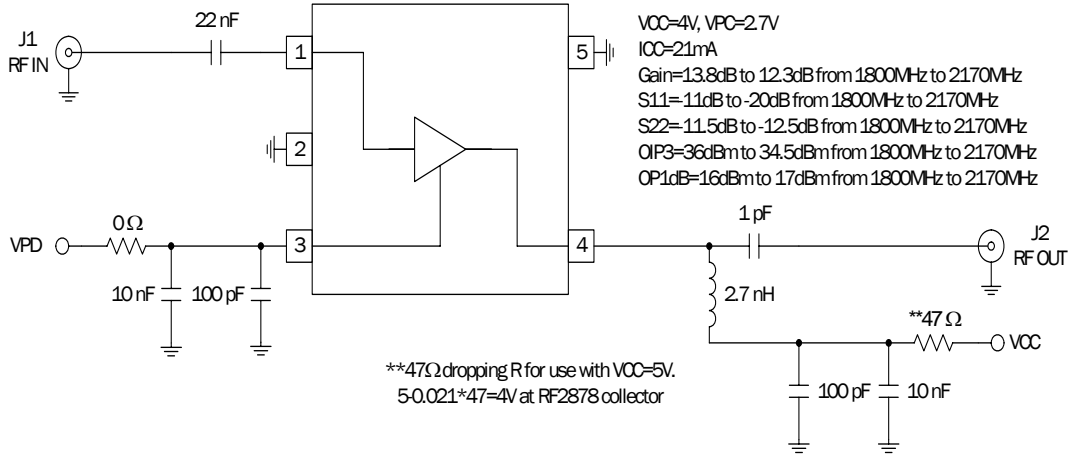 22 nF
J1
RF IN
1
5
2
VPD
0 Ω
3
10 nF
100 pF
VCC=4V, VPC=2.7V
ICC=21mA
Gain=13.8dB to 12.3dB from 1800MHz to 2170MHz
S11=-11dB to -20dB from 1800MHz to 2170MHz
S22=-11.5dB to -12.5dB from 1800MHz to 2170MHz
OIP3=36dBm to 34.5dBm from 1800MHz to 2170MHz
OP1dB=16dBm to 17dBm from 1800MHz to 2170MHz
4
1 pF
J2
RF OUT
2.7 nH
**47 Ω
VCC
100 pF
10 nF
**47Ω dropping R for use with VCC=5V.
5-0.021*47=4V at RF2878 collector